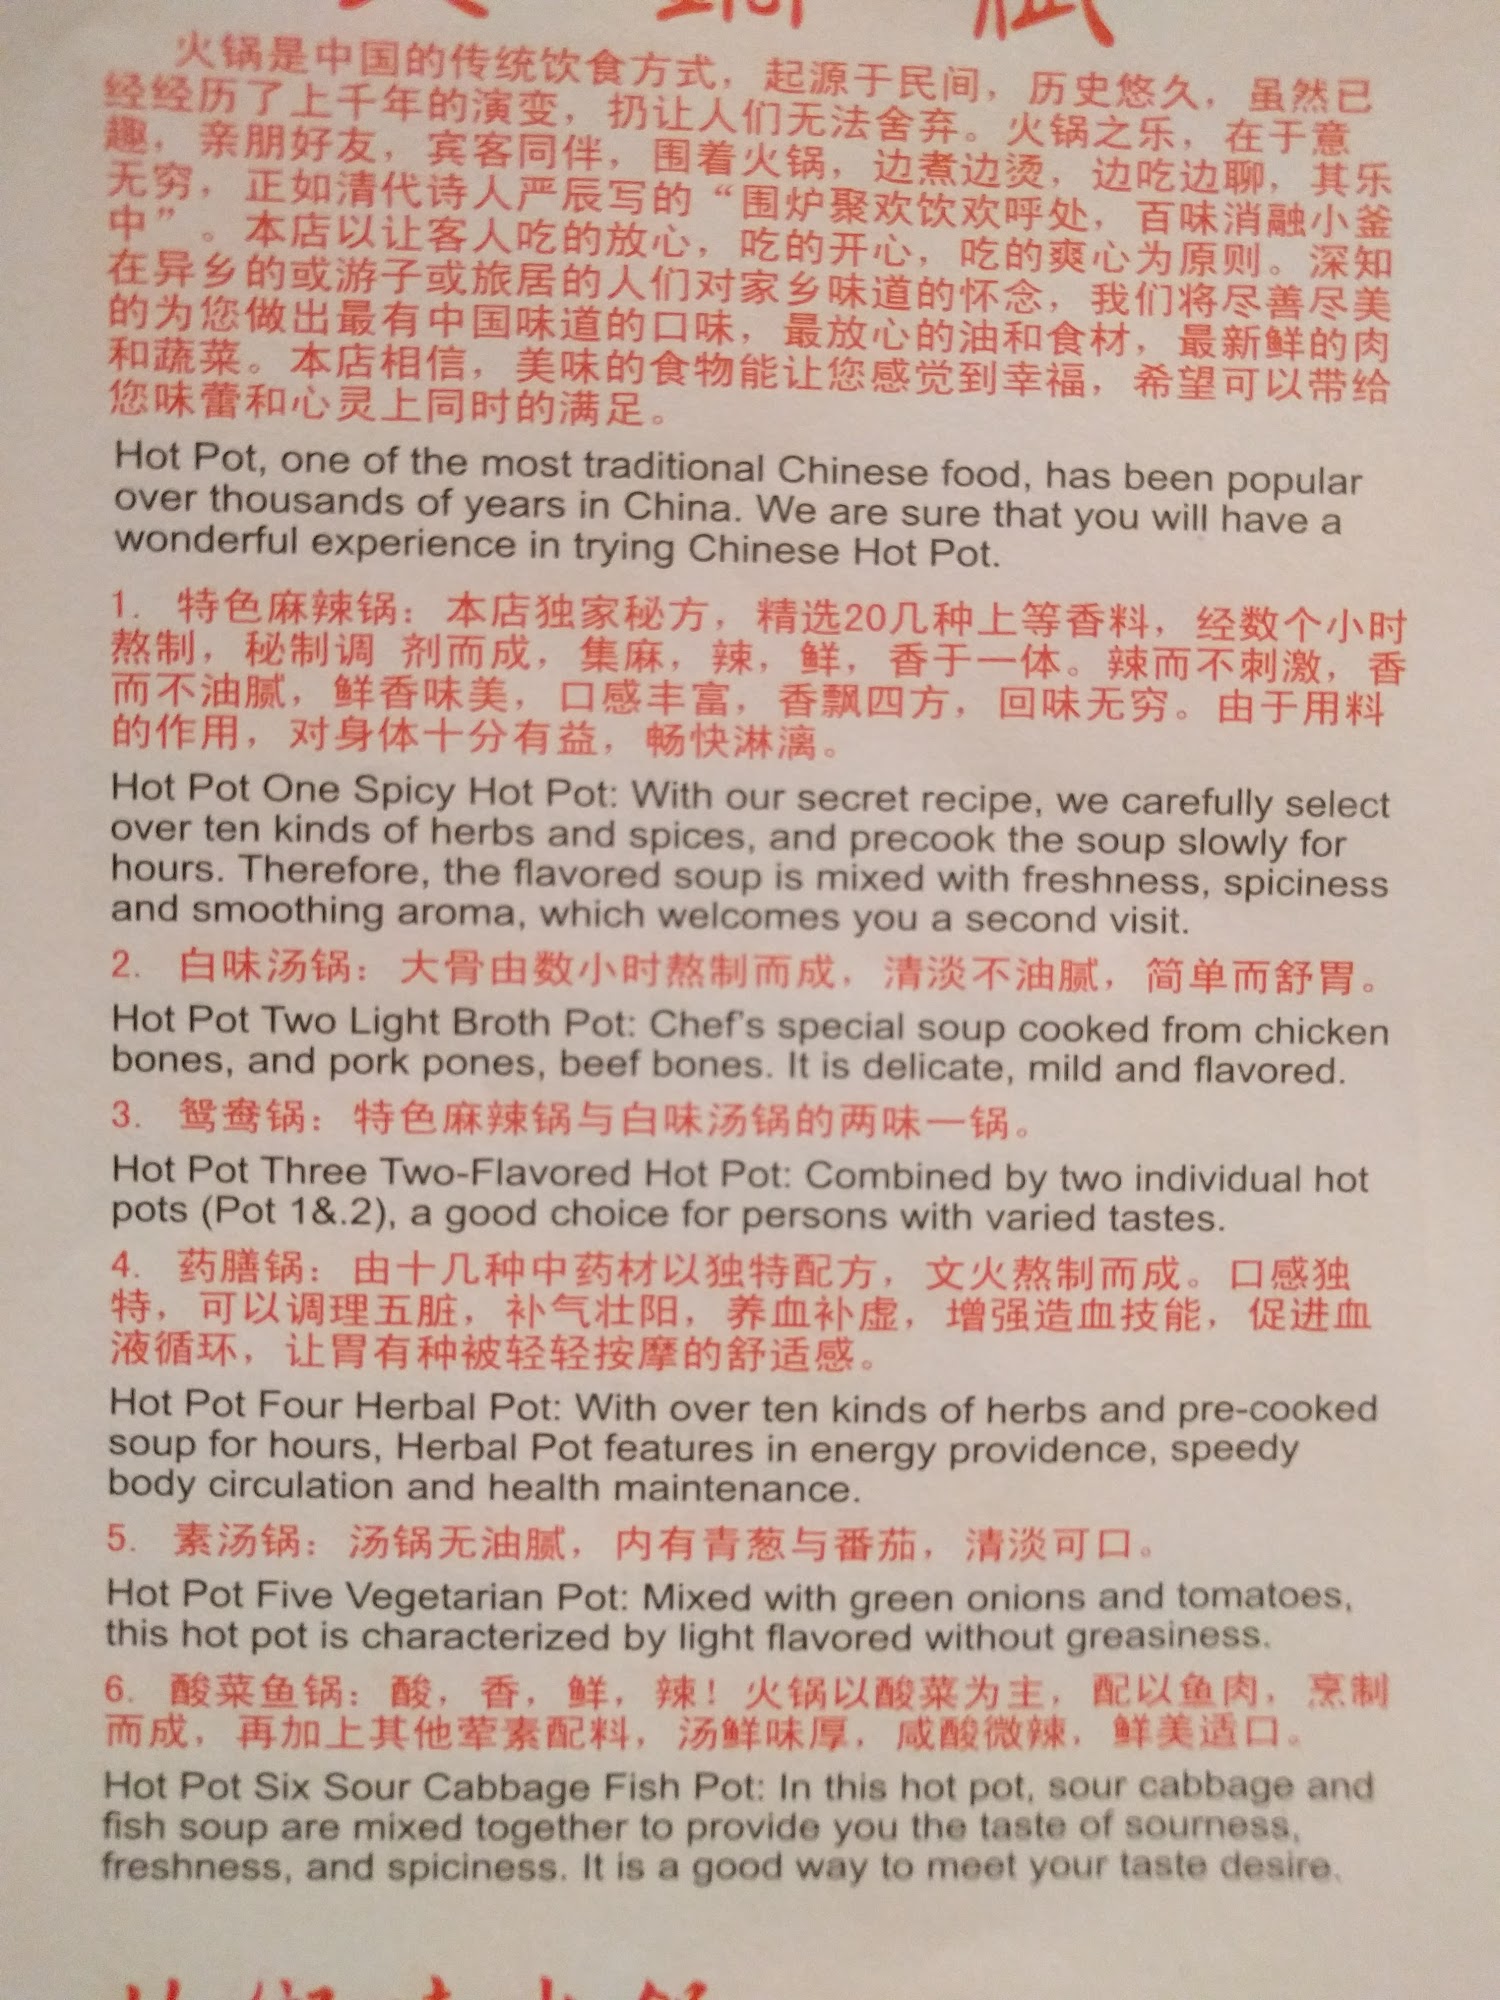 火锅是中国的传统饮食方式，起源于民间，历史悠久，虽然已
经经历了上千年的演变，扔让人们无法舍弃。火锅之乐，在于意
趣，亲朋好友，宾客同伴，围着火锅，边煮边烫，边吃边聊，其乐
无穷，正如清代诗人严辰写的“围炉聚欢饮欢呼处，百味消融小釜
中”。本店以让客人吃的放心，吃的开心，吃的爽心为原则。深知
在异乡的或游子或旅居的人们对家乡味道的怀念，我们将尽善尽美
的为您做出最有中国味道的口味，最放心的油和食材，最新鲜的肉
和蔬菜。本店相信，美味的食物能让您感觉到幸福，希望可以带给
您味蕾和心灵上同时的满足。
Hot Pot, one of the most traditional Chinese food, has been popular
over thousands of years in China. We are sure that you will have a
wonderful experience in trying Chinese Hot Pot.
1. 特色麻辣锅：本店独家秘方，精选20几种上等香料，经数个小时
熬制，秘制调 剂而成，集麻，辣，鲜，香于一体。辣而不刺激，香
而不油腻，鲜香味美，口感丰富，香飘四方，回味无穷。由于用料
的作用，对身体十分有益，畅快淋漓。
Hot Pot One Spicy Hot Pot: With our secret recipe, we carefully select
over ten kinds of herbs and spices, and precook the soup slowly for
hours. Therefore, the flavored soup is mixed with freshness, spiciness
and smoothing aroma, which welcomes you a second visit.
2. 白味汤锅：大骨由数小时熬制而成，清淡不油腻，简单而舒胃。
Hot Pot Two Light Broth Pot: Chef's special soup cooked from chicken
bones, and pork pones, beef bones. It is delicate, mild and flavored.
3. 鸳鸯锅：特色麻辣锅与白味汤锅的两味一锅。
Hot Pot Three Two-Flavored Hot Pot: Combined by two individual hot
pots (Pot 1&.2), a good choice for persons with varied tastes.
4. 药膳锅：由十几种中药材以独特配方，文火熬制而成。口感独
特，可以调理五脏，补气壮阳，养血补虚，增强造血技能，促进血
液循环，让胃有种被轻轻按摩的舒适感。
Hot Pot Four Herbal Pot: With over ten kinds of herbs and pre-cooked
soup for hours, Herbal Pot features in energy providence, speedy
body circulation and health maintenance.
5. 素汤锅：汤锅无油腻，内有青葱与番茄，清淡可口。
Hot Pot Five Vegetarian Pot: Mixed with green onions and tomatoes,
this hot pot is characterized by light flavored without greasiness.
6. 酸菜鱼锅：酸，香，鲜，辣！火锅以酸菜为主，配以鱼肉，烹制
而成，再加上其他荤素配料，汤鲜味厚，咸酸微辣，鲜美适口。
Hot Pot Six Sour Cabbage Fish Pot: In this hot pot, sour cabbage and
fish soup are mixed together to provide you the taste of sourness,
freshness, and spiciness. It is a good way to meet your taste desire.